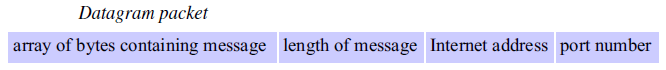 Datagram packet
array of bytes containing message length of message Internet address port number